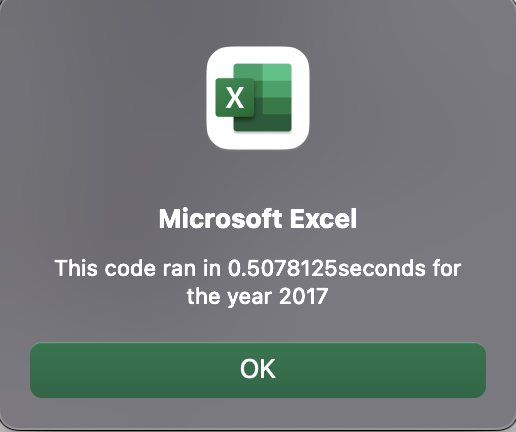 X
Microsoft Excel
This code ran in 0.5078125seconds for
the year 2017
OK